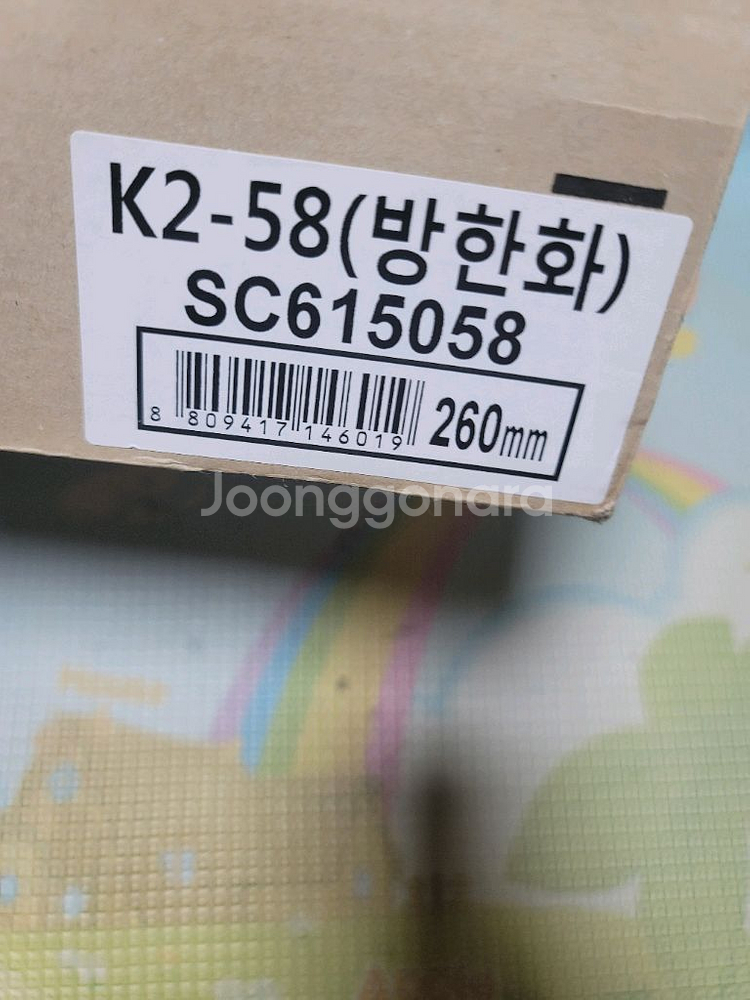 K2-58(방한화)
SC615058
8 809417 146019
260mm
Joonggonara